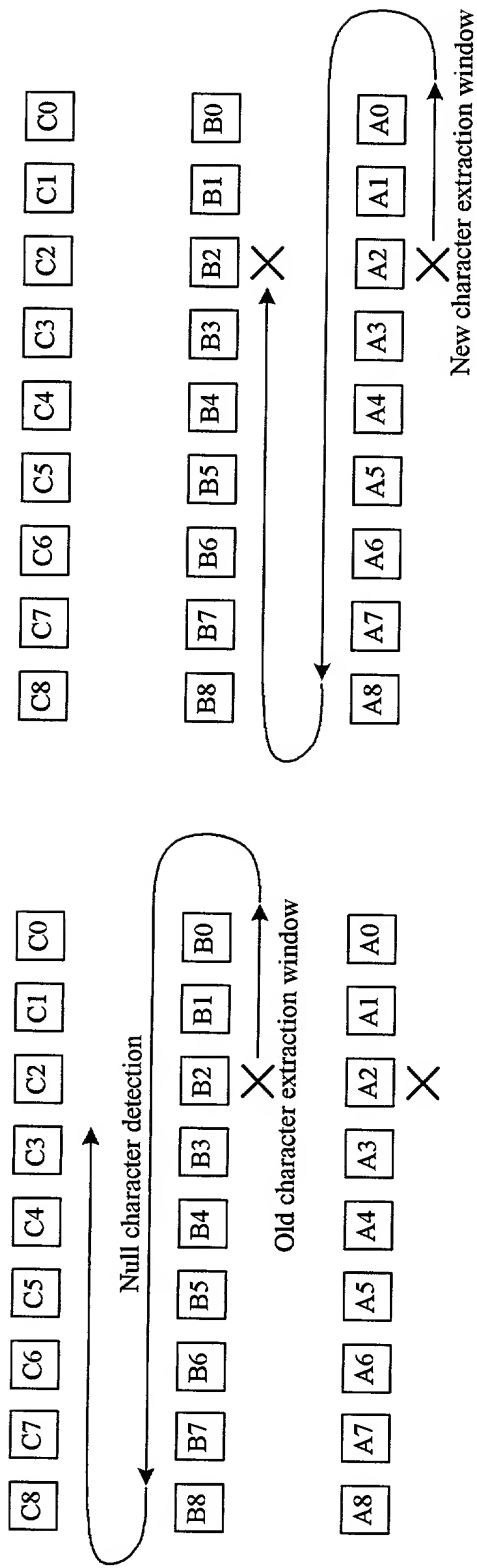 C8 C7 C6 C5 C4 C3 C2 C1 C0
Null character detection
B8 B7 B6 B5 B4 B3 B2 B1 B0
Old character extraction window
A8 A7 A6 A5 A4 A3 A2 A1 A0
C8 C7 C6 C5 C4 C3 C2 C1 C0
B8 B7 B6 B5 B4 B3 B2 B1 B0
A8 A7 A6 A5 A4 A3 A2 A1 A0
New character extraction window